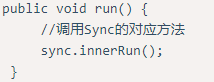 public void run() {
//调用Sync的对应方法
sync.innerRun();
}